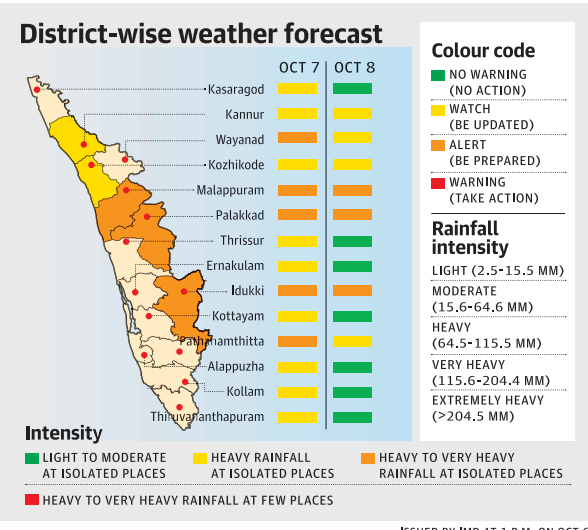 District-wise weather forecast
OCT 7 OCT 8
Kasaragod
Kannur
Wayanad
Kozhikode
Malappuram
Palakkad
Thrissur
Ernakulam
Idukki
Kottayam
Pathanamthitta
Alappuzha
Kollam
Thiruvananthapuram
Colour code
NO WARNING
(NO ACTION)
WATCH
(BE UPDATED)
ALERT
(BE PREPARED)
WARNING
(TAKE ACTION)
Rainfall
intensity
LIGHT (2.5-15.5 MM)
MODERATE
(15.6-64.6 MM)
HEAVY
(64.5-115.5 MM)
VERY HEAVY
(115.6-204.4 MM)
EXTREMELY HEAVY
(>204.5 MM)
Intensity
LIGHT TO MODERATE
AT ISOLATED PLACES
HEAVY RAINFALL
AT ISOLATED PLACES
HEAVY TO VERY HEAVY
RAINFALL AT ISOLATED PLACES
HEAVY TO VERY HEAVY RAINFALL AT FEW PLACES
ISSUED BY IMD AT 1 P.M. ON OCT